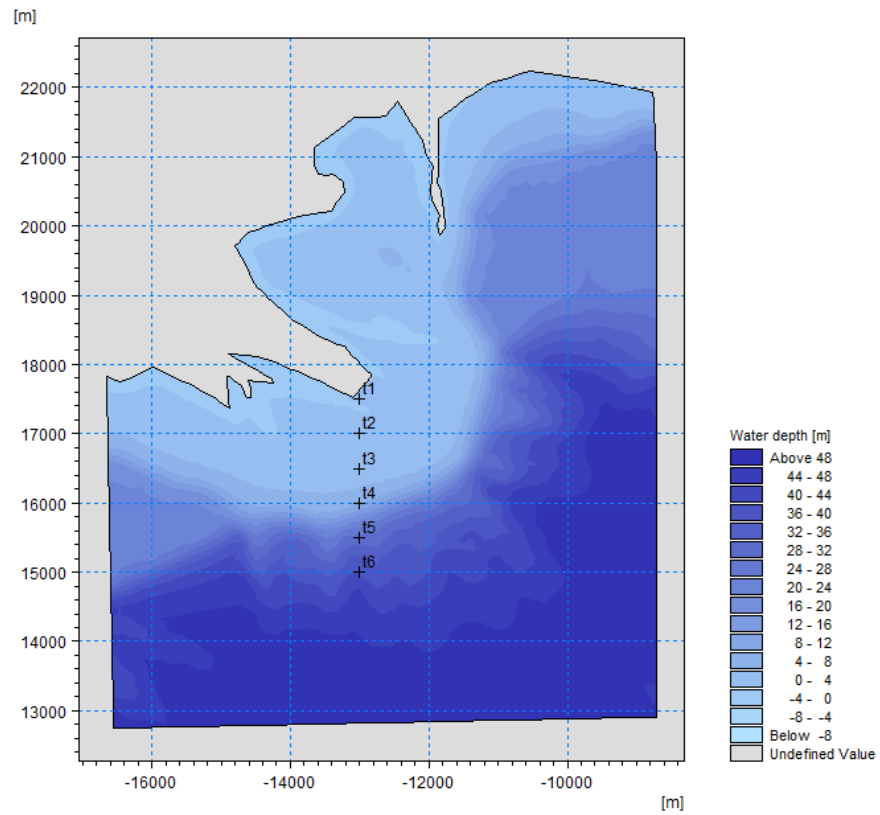 [m]
22000
21000
20000
19000
18000
17000
16000
15000
14000
13000
t1
t2
t3
t4
t5
t6
-16000
-14000
-12000
-10000
[m]
Water depth [m]
Above 48
44 - 48
40 - 44
36 - 40
32 - 36
28 - 32
24 - 28
20 - 24
16 - 20
12 - 16
8 - 12
4 - 8
0 - 4
-4 - 0
-8 - -4
Below -8
Undefined Value